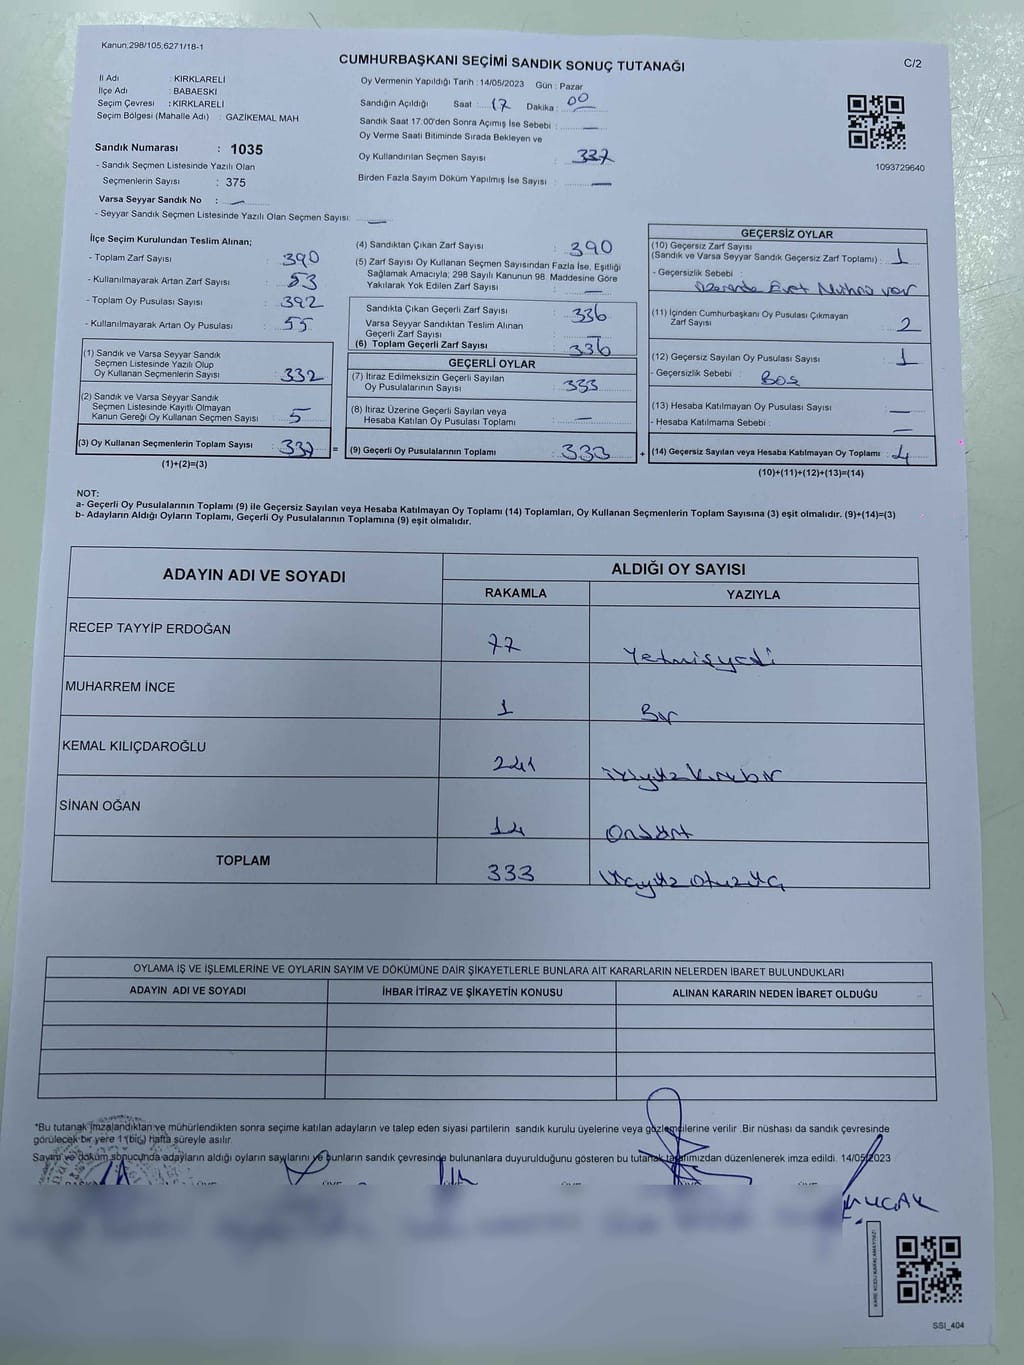 Kanun;298/105;6271/18-1
CUMHURBAŞKANI SEÇİMİ SANDIK SONUÇ TUTANAĞI
C/2
İl Adı : KIRKLARELİ
İlçe Adı : BABAESKİ
Seçim Çevresi : KIRKLARELİ
Seçim Bölgesi (Mahalle Adı) : GAZİKEMAL MAH
Sandık Numarası : 1035
- Sandık Seçmen Listesinde Yazılı Olan
Seçmenlerin Sayısı : 375
Varsa Seyyar Sandık No : —
- Seyyar Sandık Seçmen Listesinde Yazılı Olan Seçmen Sayısı: —
Oy Vermenin Yapıldığı Tarih : 14/05/2023 Gün : Pazar
Sandığın Açıldığı Saat : 17 Dakika : 00
Sandık Saat 17.00'den Sonra Açımış İse Sebebi : —
Oy Verme Saati Bitiminde Sırada Bekleyen ve
Oy Kullandırılan Seçmen Sayısı : 337
Birden Fazla Sayım Döküm Yapılmış İse Sayısı : —
1093729640
İlçe Seçim Kurulundan Teslim Alınan;
- Toplam Zarf Sayısı : 390
- Kullanılmayarak Artan Zarf Sayısı : 53
- Toplam Oy Pusulası Sayısı : 392
- Kullanılmayarak Artan Oy Pusulası : 55
(1) Sandık ve Varsa Seyyar Sandık
Seçmen Listesinde Yazılı Olup
Oy Kullanan Seçmenlerin Sayısı : 332
(2) Sandık ve Varsa Seyyar Sandık
Seçmen Listesinde Kayıtlı Olmayan
Kanun Gereği Oy Kullanan Seçmen Sayısı : 5
(3) Oy Kullanan Seçmenlerin Toplam Sayısı : 337 =
(1)+(2)=(3)
(4) Sandıktan Çıkan Zarf Sayısı : 390
(5) Zarf Sayısı Oy Kullanan Seçmen Sayısından Fazla İse, Eşitliği
Sağlamak Amacıyla; 298 Sayılı Kanunun 98. Maddesine Göre
Yakılarak Yok Edilen Zarf Sayısı : —
Sandıkta Çıkan Geçerli Zarf Sayısı : 336
Varsa Seyyar Sandıktan Teslim Alınan
Geçerli Zarf Sayısı : —
(6) Toplam Geçerli Zarf Sayısı : 336
GEÇERLİ OYLAR
(7) İtiraz Edilmeksizin Geçerli Sayılan
Oy Pusulalarının Sayısı : 333
(8) İtiraz Üzerine Geçerli Sayılan veya
Hesaba Katılan Oy Pusulası Toplamı : —
(9) Geçerli Oy Pusulalarının Toplamı : 333 +
GEÇERSİZ OYLAR
(10) Geçersiz Zarf Sayısı
(Sandık ve Varsa Seyyar Sandık Geçersiz Zarf Toplamı) : 1
- Geçersizlik Sebebi :
Üzerinde Evet Mührü var
(11) İçinden Cumhurbaşkanı Oy Pusulası Çıkmayan
Zarf Sayısı : 2
(12) Geçersiz Sayılan Oy Pusulası Sayısı : 1
- Geçersizlik Sebebi : Boş
(13) Hesaba Katılmayan Oy Pusulası Sayısı : —
- Hesaba Katılmama Sebebi : —
(14) Geçersiz Sayılan veya Hesaba Katılmayan Oy Toplamı : 4
(10)+(11)+(12)+(13)=(14)
NOT:
a- Geçerli Oy Pusulalarının Toplamı (9) ile Geçersiz Sayılan veya Hesaba Katılmayan Oy Toplamı (14) Toplamları, Oy Kullanan Seçmenlerin Toplam Sayısına (3) eşit olmalıdır. (9)+(14)=(3)
b- Adayların Aldığı Oyların Toplamı, Geçerli Oy Pusulalarının Toplamına (9) eşit olmalıdır.
ADAYIN ADI VE SOYADI ALDIĞI OY SAYISI
RAKAMLA YAZIYLA
RECEP TAYYİP ERDOĞAN 77 Yetmişyedi
MUHARREM İNCE 1 Bir
KEMAL KILIÇDAROĞLU 241 ikiyüzkırkbir
SİNAN OĞAN 14 Ondört
TOPLAM 333 Üçyüzotuzüç
OYLAMA İŞ VE İŞLEMLERİNE VE OYLARIN SAYIM VE DÖKÜMÜNE DAİR ŞİKAYETLERLE BUNLARA AİT KARARLARIN NELERDEN İBARET BULUNDUKLARI
ADAYIN ADI VE SOYADI İHBAR İTİRAZ VE ŞİKAYETİN KONUSU ALINAN KARARIN NEDEN İBARET OLDUĞU
*Bu tutanak imzalandıktan ve mühürlendikten sonra seçime katılan adayların ve talep eden siyasi partilerin sandık kurulu üyelerine veya gözlemcilerine verilir .Bir nüshası da sandık çevresinde
görülecek bir yere 1 (bir) hafta süreyle asılır.
Sayım ve döküm sonucunda adayların aldığı oyların sayılarını ve bunların sandık çevresinde bulunanlara duyurulduğunu gösteren bu tutanak tarafımızdan düzenlenerek imza edildi. 14/05/2023
SSI_404